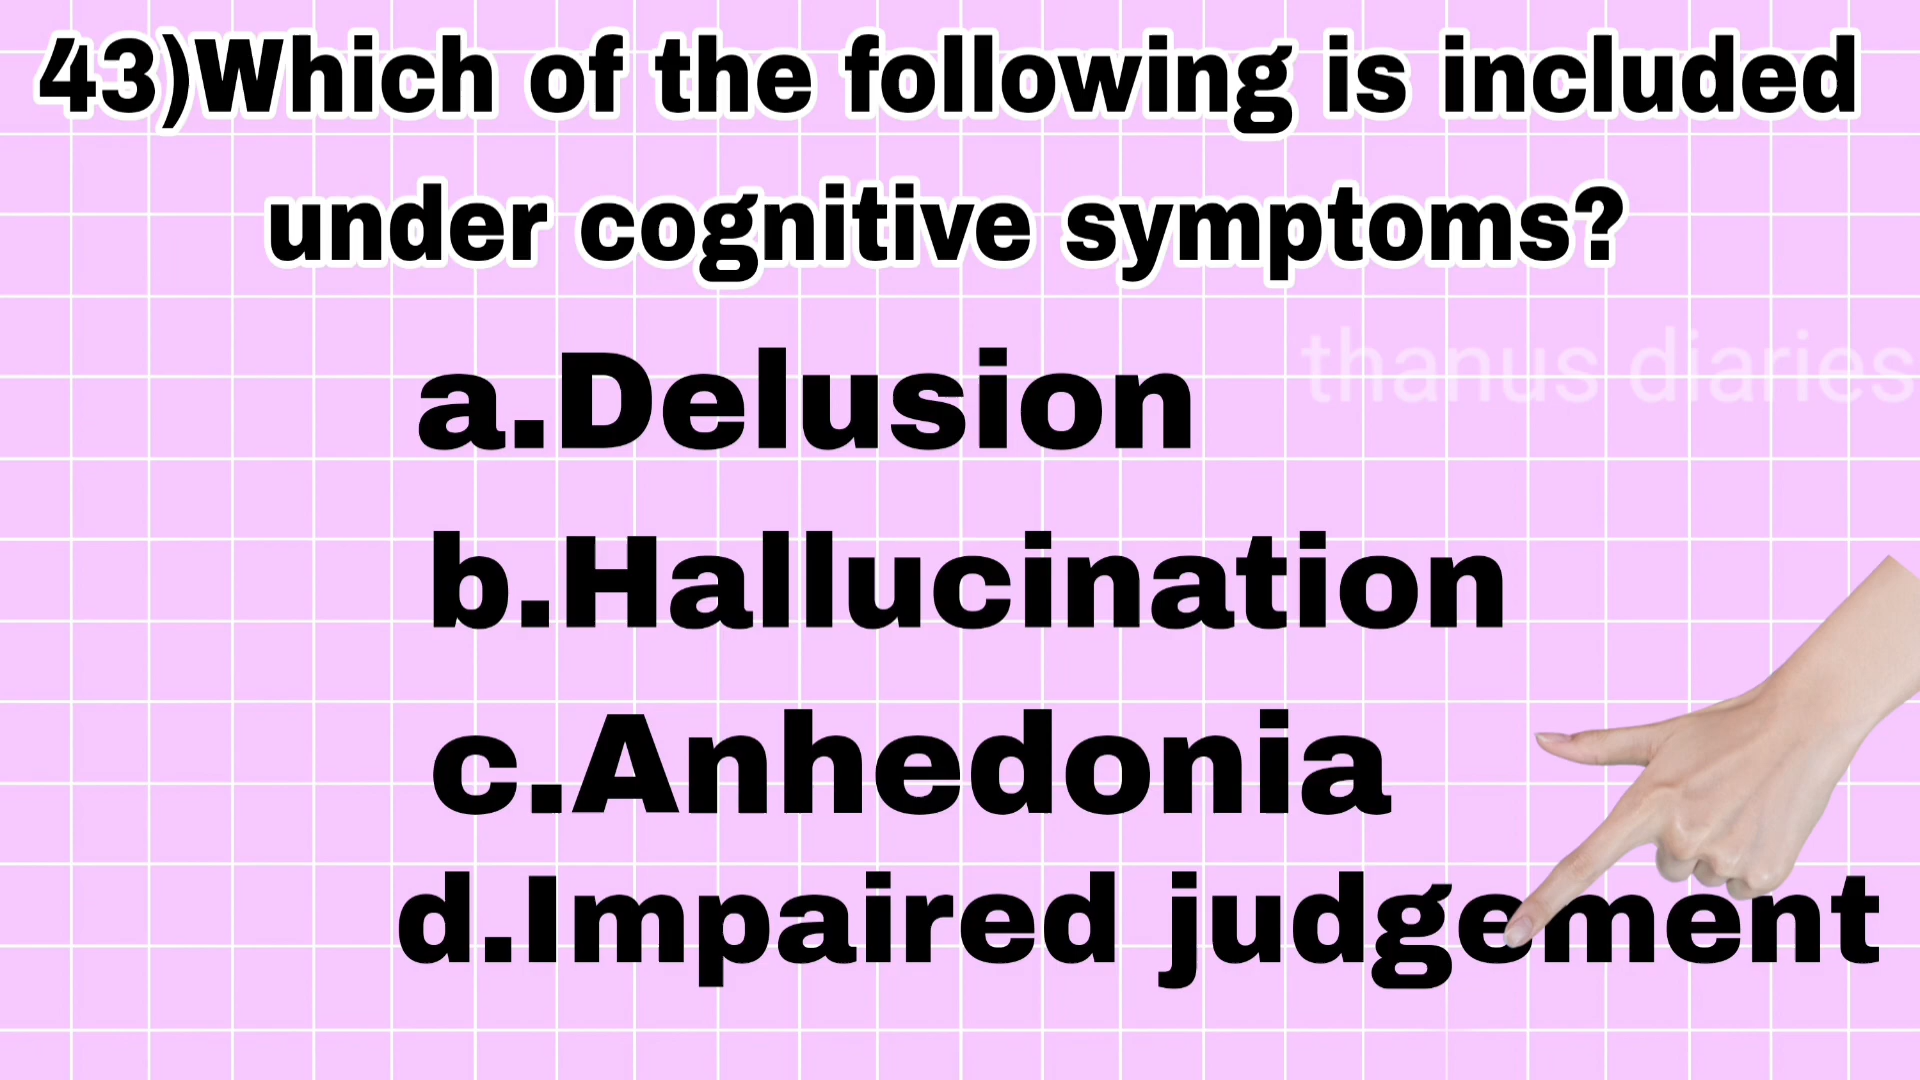 43)Which of the following is included
under cognitive symptoms?
thanus diaries
a.Delusion
b.Hallucination
c.Anhedonia
d.Impaired judgement